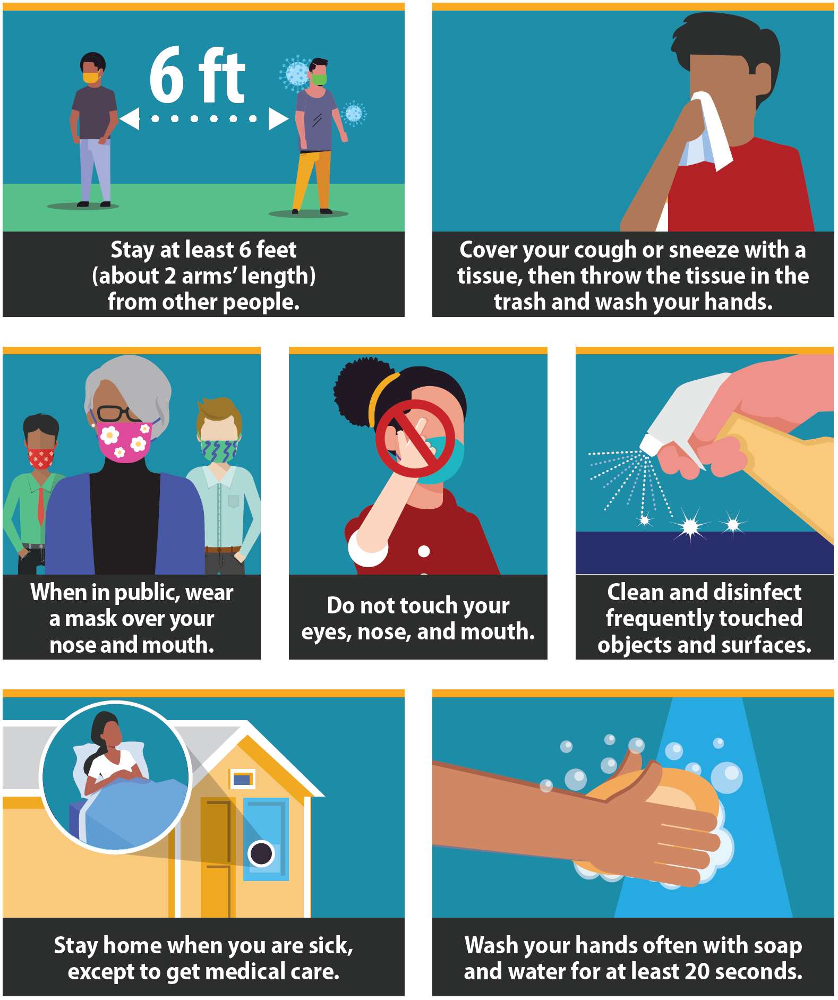 6 ft
Stay at least 6 feet
(about 2 arms’ length)
from other people.
Cover your cough or sneeze with a
tissue, then throw the tissue in the
trash and wash your hands.
When in public, wear
a mask over your
nose and mouth.
Do not touch your
eyes, nose, and mouth.
Clean and disinfect
frequently touched
objects and surfaces.
Stay home when you are sick,
except to get medical care.
Wash your hands often with soap
and water for at least 20 seconds.